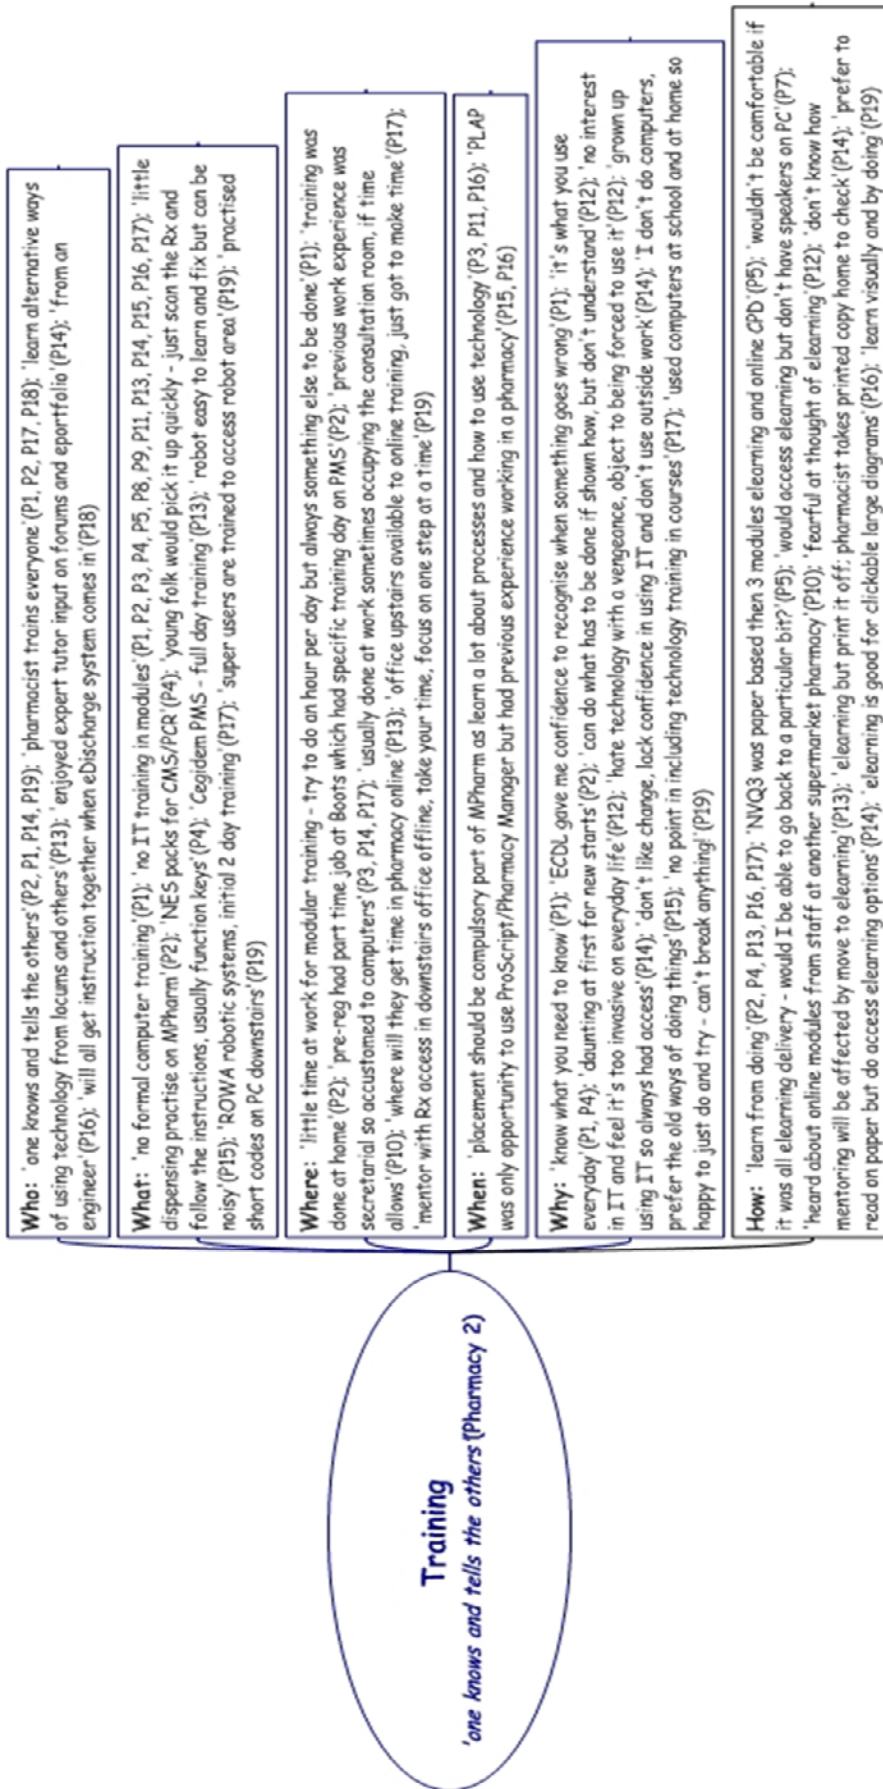 Training
'one knows and tells the others (Pharmacy 2)
Who: 'one knows and tells the others'(P2, P1, P14, P19); 'pharmacist trains everyone'(P1, P2, P17, P18); 'learn alternative ways
of using technology from locums and others'(P13); 'enjoyed expert tutor input on forums and eportfolio'(P14); 'from an
engineer'(P16); 'will all get instruction together when eDischarge system comes in'(P18)
What: 'no formal computer training'(P1); 'no IT training in modules'(P1, P2, P3, P4, P5, P8, P9, P11, P13, P14, P15, P16, P17); 'little
dispensing practise on MPharm'(P2); 'NES packs for CMS/PCR'(P4); 'young folk would pick it up quickly - just scan the Rx and
follow the instructions, usually function keys'(P4); 'Cegidem PMS - full day training'(P13); 'robot easy to learn and fix but can be
noisy'(P15); 'ROWA robotic systems, initial 2 day training'(P17); 'super users are trained to access robot area'(P19); 'practised
short codes on PC downstairs'(P19)
Where: 'little time at work for modular training - try to do an hour per day but always something else to be done'(P1); 'training was
done at home'(P2); 'pre-reg had part time job at Boots which had specific training day on PMS'(P2); 'previous work experience was
secretarial so accustomed to computers'(P3, P14, P17); 'usually done at work sometimes occupying the consultation room, if time
allows'(P10); 'where will they get time in pharmacy online'(P13); 'office upstairs available to online training, just got to make time'(P17);
'mentor with Rx access in downstairs office offline, take your time, focus on one step at a time'(P19)
When: 'placement should be compulsory part of MPharm as learn a lot about processes and how to use technology'(P3, P11, P16); 'PLAP
was only opportunity to use ProScript/Pharmacy Manager but had previous experience working in a pharmacy'(P15, P16)
Why: 'know what you need to know'(P1); 'ECDL gave me confidence to recognise when something goes wrong'(P1); 'it's what you use
everyday'(P1, P4); 'daunting at first for new starts'(P2); 'can do what has to be done if shown how, but don't understand'(P12); 'no interest
in IT and feel it's too invasive on everyday life'(P12); 'hate technology with a vengeance, object to being forced to use it'(P12); 'grown up
using IT so always had access'(P14); 'don't like change, lack confidence in using IT and don't use outside work'(P14); 'I don't do computers,
prefer the old ways of doing things'(P15); 'no point in including technology training in courses'(P17); 'used computers at school and at home so
happy to just do and try - can't break anything!'(P19)
How: 'learn from doing'(P2, P4, P13, P16, P17); 'NVQ3 was paper based then 3 modules elearning and online CPD'(P5); 'wouldn't be comfortable if
it was all elearning delivery - would I be able to go back to a particular bit?'(P5); 'would access elearning but don't have speakers on PC'(P7);
'heard about online modules from staff at another supermarket pharmacy'(P10); 'fearful at thought of elearning'(P12); 'don't know how
mentoring will be affected by move to elearning'(P13); 'elearning but print it off; pharmacist takes printed copy home to check'(P14); 'prefer to
read on paper but do access elearning options'(P14); 'elearning is good for clickable large diagrams'(P16); 'learn visually and by doing'(P19)